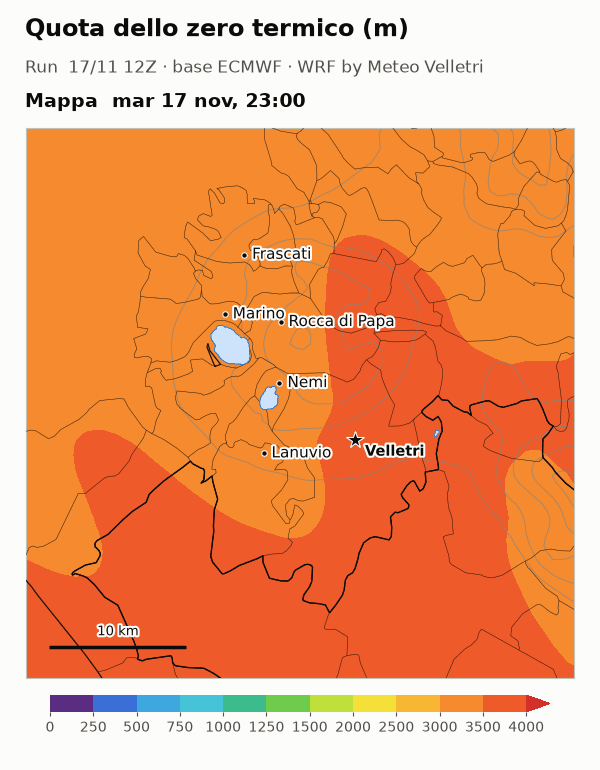 Quota dello zero termico (m)
Run 17/11 12Z · base ECMWF · WRF by Meteo Velletri
Mappa mar 17 nov, 23:00
Frascati
Marino
Rocca di Papa
Nemi
Velletri
Lanuvio
10 km
0 250 500 750 1000 1250 1500 2000 2500 3000 3500 4000